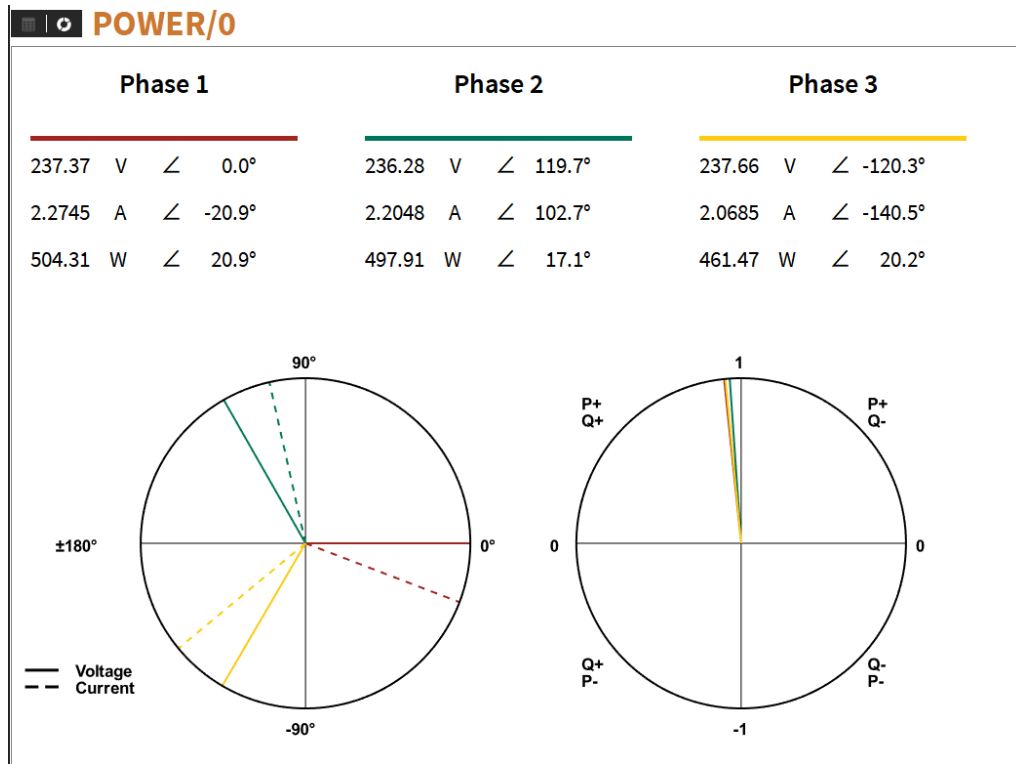 POWER/0
Phase 1 Phase 2 Phase 3
237.37 V ∠ 0.0° 236.28 V ∠ 119.7° 237.66 V ∠ -120.3°
2.2745 A ∠ -20.9° 2.2048 A ∠ 102.7° 2.0685 A ∠ -140.5°
504.31 W ∠ 20.9° 497.91 W ∠ 17.1° 461.47 W ∠ 20.2°
90° 1
P+ P+
Q+ Q-
±180° 0° 0 0
Q+ Q-
P- P-
Voltage
Current
-90° -1